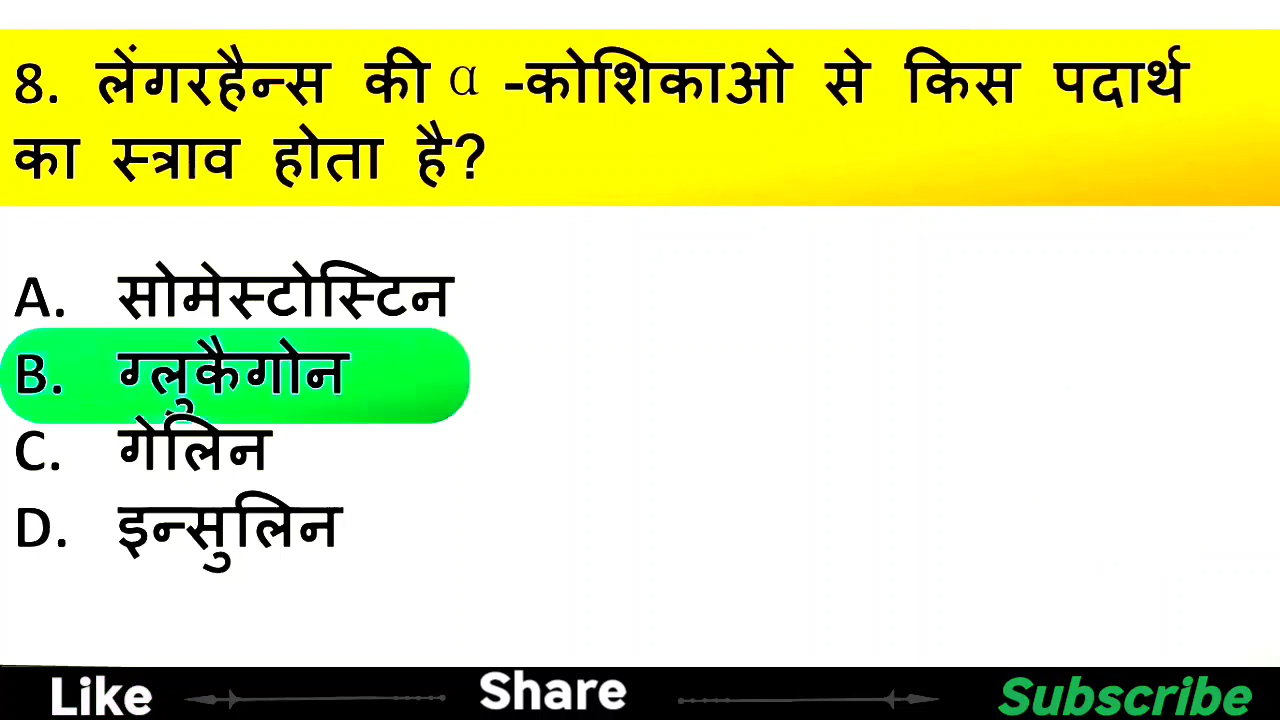 8. लेंगरहैन्स की α -कोशिकाओ से किस पदार्थ
का स्त्राव होता है?
A. सोमेस्टोस्टिन
B. ग्लुकैगोन
C. गेलिन
D. इन्सुलिन
Like Share Subscribe